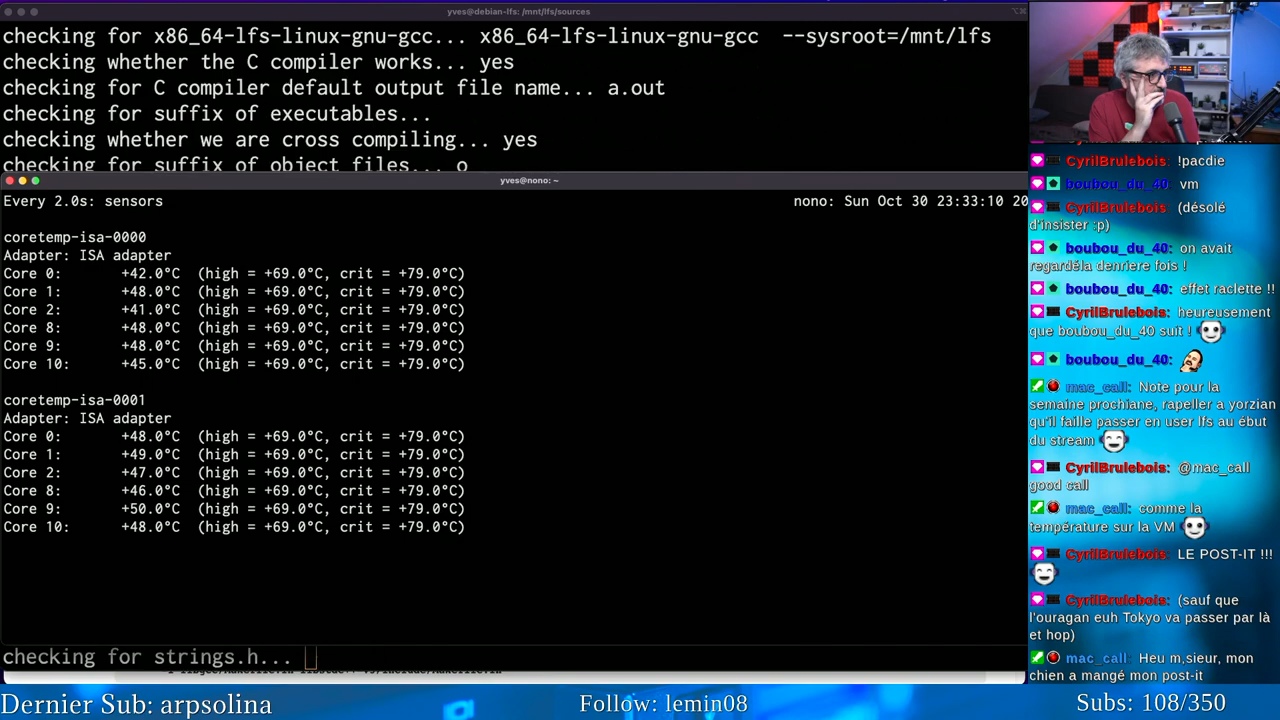 yves@debian-lfs: /mnt/lfs/sources
checking for x86_64-lfs-linux-gnu-gcc... x86_64-lfs-linux-gnu-gcc  --sysroot=/mnt/lfs
checking whether the C compiler works... yes
checking for C compiler default output file name... a.out
checking for suffix of executables...
checking whether we are cross compiling... yes
checking for suffix of object files... o
yves@nono: ~
Every 2.0s: sensors
nono: Sun Oct 30 23:33:10 20
coretemp-isa-0000
Adapter: ISA adapter
Core 0:       +42.0°C  (high = +69.0°C, crit = +79.0°C)
Core 1:       +48.0°C  (high = +69.0°C, crit = +79.0°C)
Core 2:       +41.0°C  (high = +69.0°C, crit = +79.0°C)
Core 8:       +48.0°C  (high = +69.0°C, crit = +79.0°C)
Core 9:       +48.0°C  (high = +69.0°C, crit = +79.0°C)
Core 10:      +45.0°C  (high = +69.0°C, crit = +79.0°C)
coretemp-isa-0001
Adapter: ISA adapter
Core 0:       +48.0°C  (high = +69.0°C, crit = +79.0°C)
Core 1:       +49.0°C  (high = +69.0°C, crit = +79.0°C)
Core 2:       +47.0°C  (high = +69.0°C, crit = +79.0°C)
Core 8:       +46.0°C  (high = +69.0°C, crit = +79.0°C)
Core 9:       +50.0°C  (high = +69.0°C, crit = +79.0°C)
Core 10:      +48.0°C  (high = +69.0°C, crit = +79.0°C)
checking for strings.h...
CyrilBrulebois: !pacdie
boubou_du_40: vm
CyrilBrulebois: (désolé
d'insister :p)
boubou_du_40: on avait
regardéla denriere fois !
boubou_du_40: effet raclette !!
CyrilBrulebois: heureusement
que boubou_du_40 suit !
boubou_du_40:
mac_call: Note pour la
semaine prochiane, rapeller a yorzian
qu'il faille passer en user lfs au ébut
du stream
CyrilBrulebois: @mac_call
good call
mac_call: comme la
température sur la VM
CyrilBrulebois: LE POST-IT !!!
CyrilBrulebois: (sauf que
l'ouragan euh Tokyo va passer par là
et hop)
mac_call: Heu m,sieur, mon
chien a mangé mon post-it
Dernier Sub: arpsolina
Follow: lemin08
Subs: 108/350